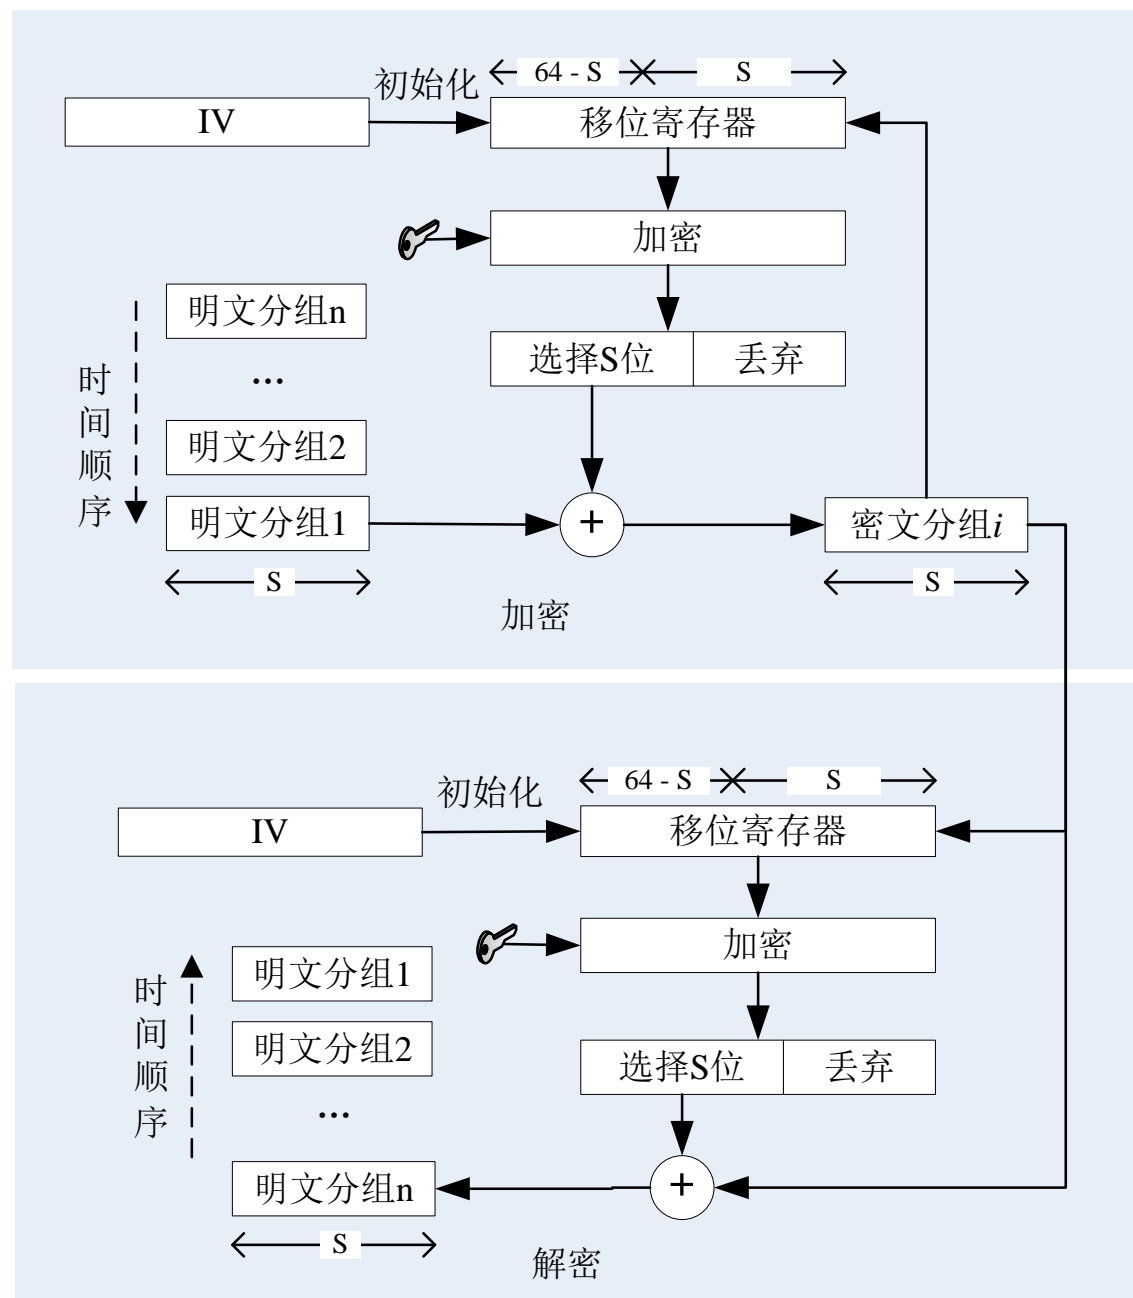 64 - S
S
初始化
IV
移位寄存器
加密
明文分组n
选择S位
丢弃
...
时间顺序
明文分组2
明文分组1
+
密文分组i
S
S
加密
64 - S
S
初始化
IV
移位寄存器
加密
明文分组1
时间顺序
明文分组2
选择S位
丢弃
...
明文分组n
+
S
解密